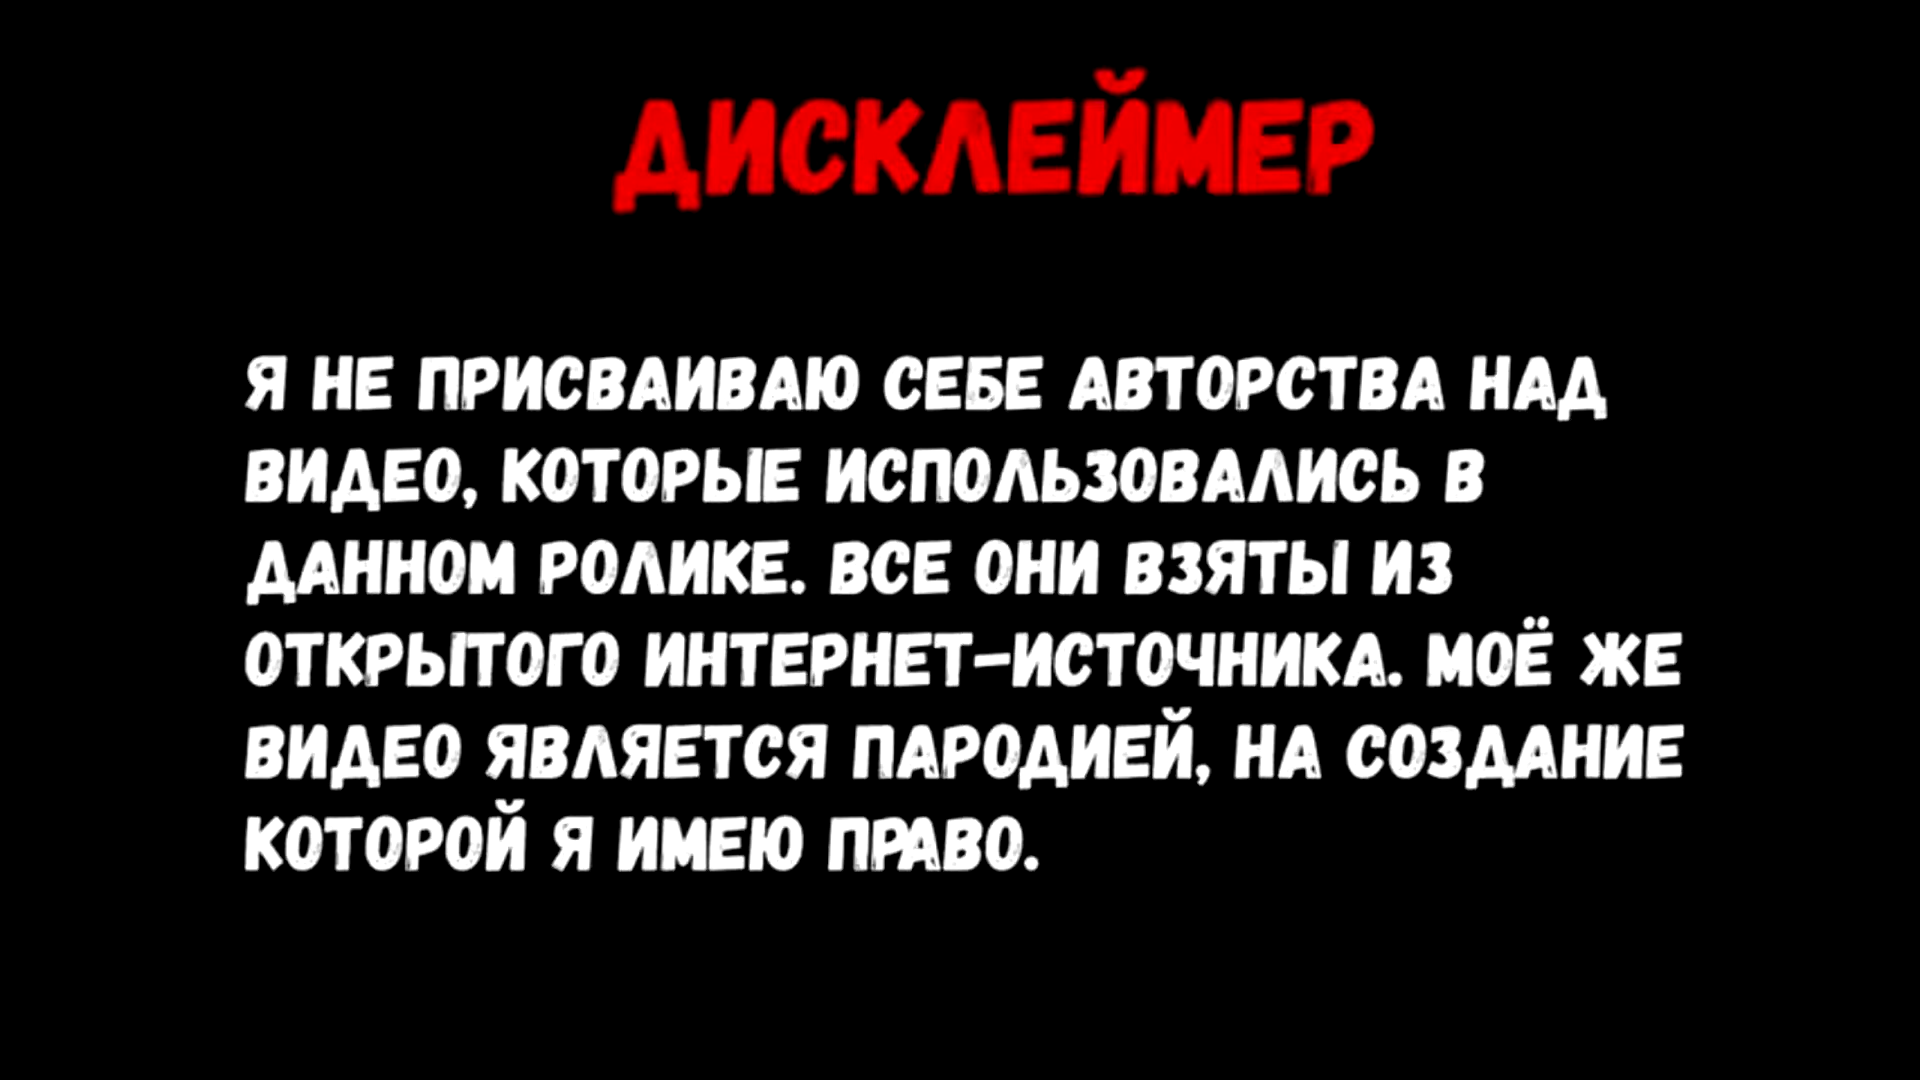 ДИСКЛЕЙМЕР
Я НЕ ПРИСВАИВАЮ СЕБЕ АВТОРСТВА НАД
ВИДЕО, КОТОРЫЕ ИСПОЛЬЗОВАЛИСЬ В
ДАННОМ РОЛИКЕ. ВСЕ ОНИ ВЗЯТЫ ИЗ
ОТКРЫТОГО ИНТЕРНЕТ-ИСТОЧНИКА. МОЁ ЖЕ
ВИДЕО ЯВЛЯЕТСЯ ПАРОДИЕЙ, НА СОЗДАНИЕ
КОТОРОЙ Я ИМЕЮ ПРАВО.